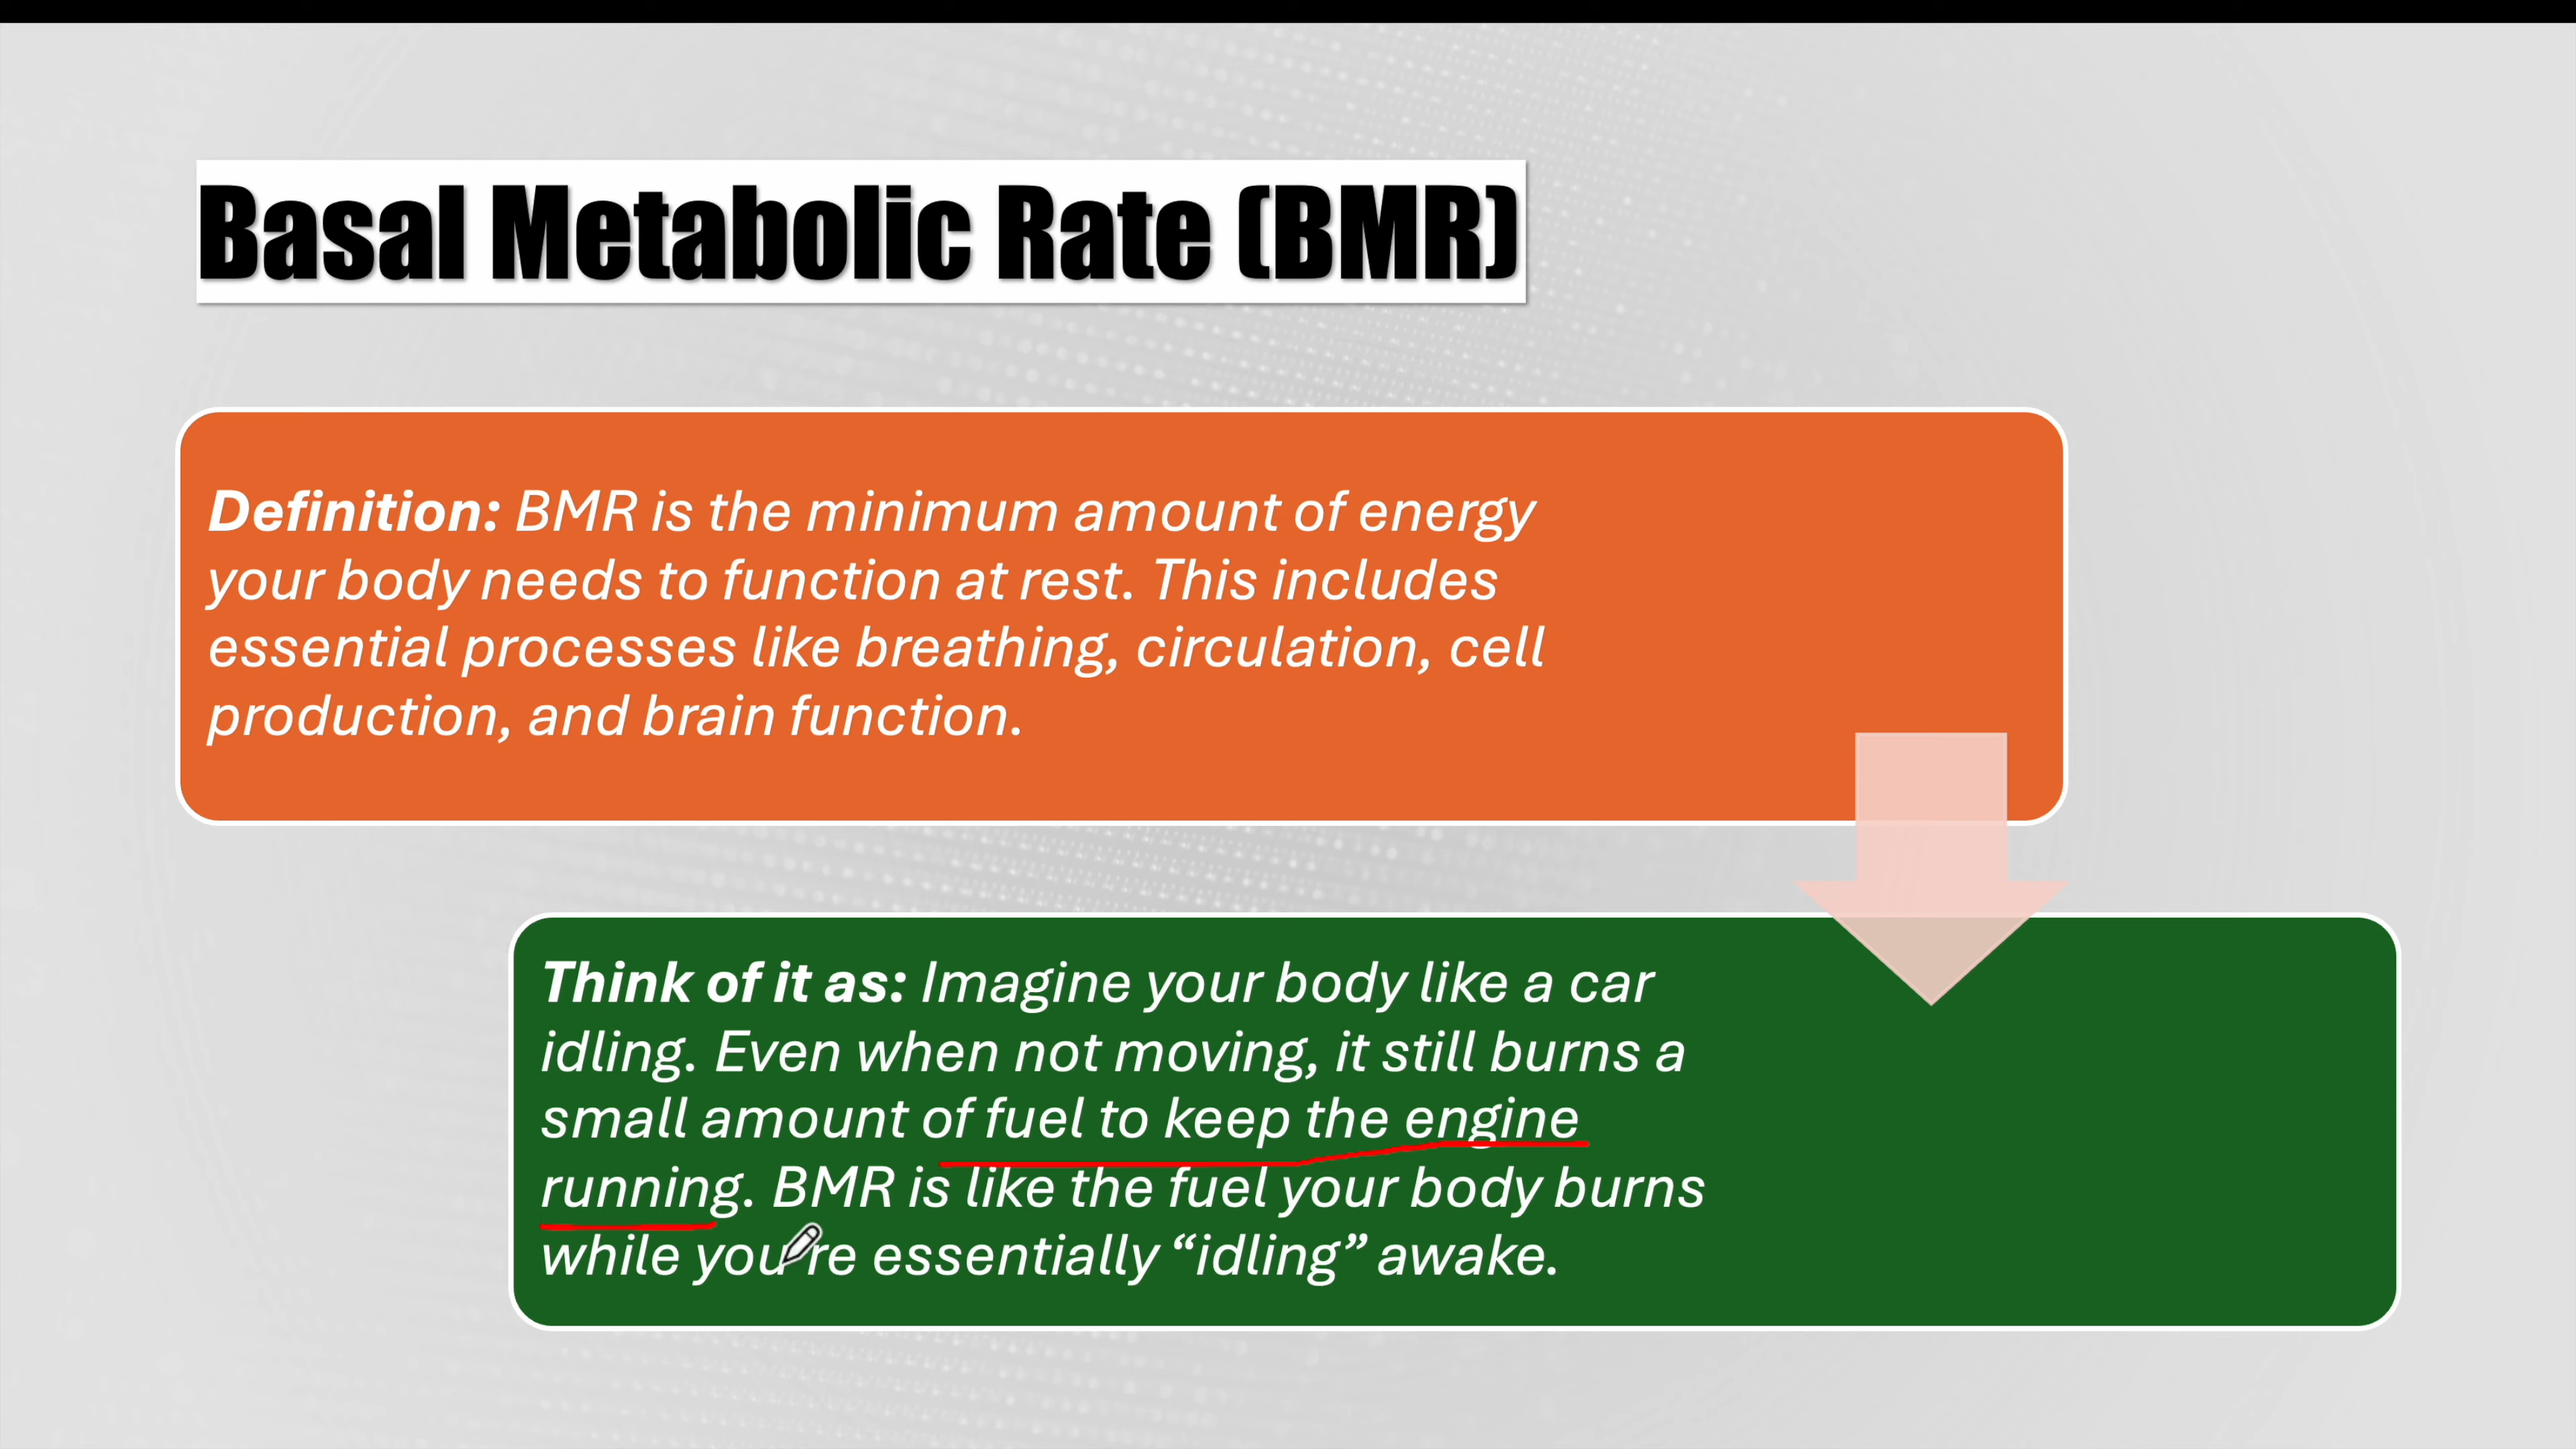 Basal Metabolic Rate (BMR)
Definition: BMR is the minimum amount of energy
your body needs to function at rest. This includes
essential processes like breathing, circulation, cell
production, and brain function.
Think of it as: Imagine your body like a car
idling. Even when not moving, it still burns a
small amount of fuel to keep the engine
running. BMR is like the fuel your body burns
while you’re essentially “idling” awake.